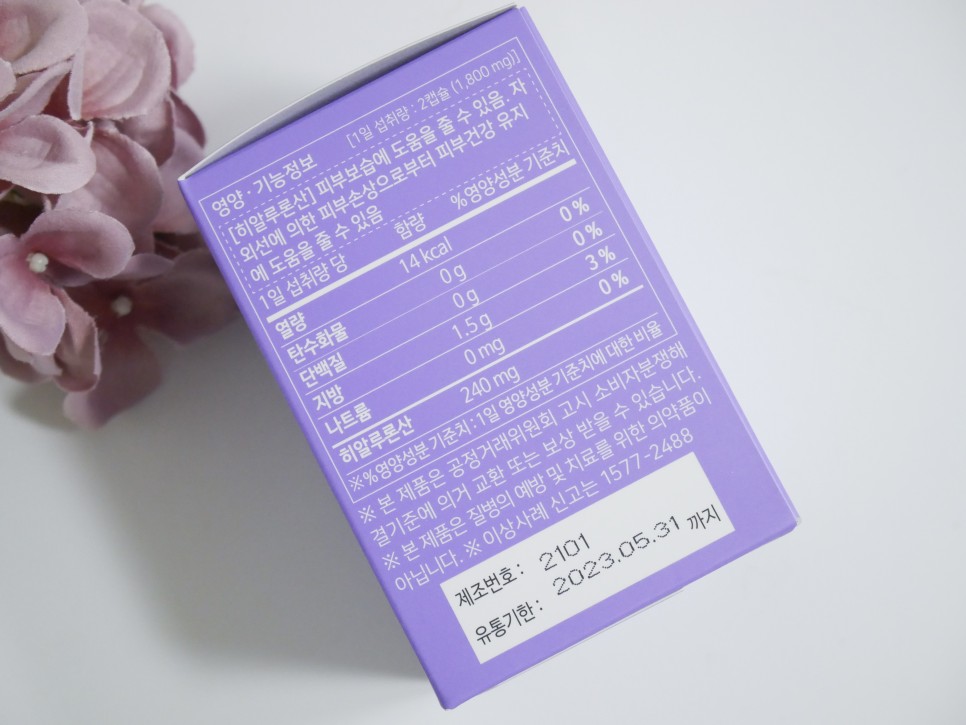 영양 · 기능정보 [1일 섭취량 : 2캡슐 (1,800 mg)]
[히알루론산] 피부보습에 도움을 줄 수 있음. 자
외선에 의한 피부손상으로부터 피부건강 유지
에 도움을 줄 수 있음
1일 섭취량 당 함량 %영양성분 기준치
열량 14 kcal
탄수화물 0 g 0 %
단백질 0 g 0 %
지방 1.5 g 3 %
나트륨 0 mg 0 %
히알루론산 240 mg
※%영양성분 기준치 : 1일 영양성분 기준치에 대한 비율
※ 본 제품은 공정거래위원회 고시 소비자분쟁해
결기준에 의거 교환 또는 보상 받을 수 있습니다.
※ 본 제품은 질병의 예방 및 치료를 위한 의약품이
아닙니다. ※ 이상사례 신고는 1577-2488
제조번호 : 2101
유통기한 : 2023.05.31 까지